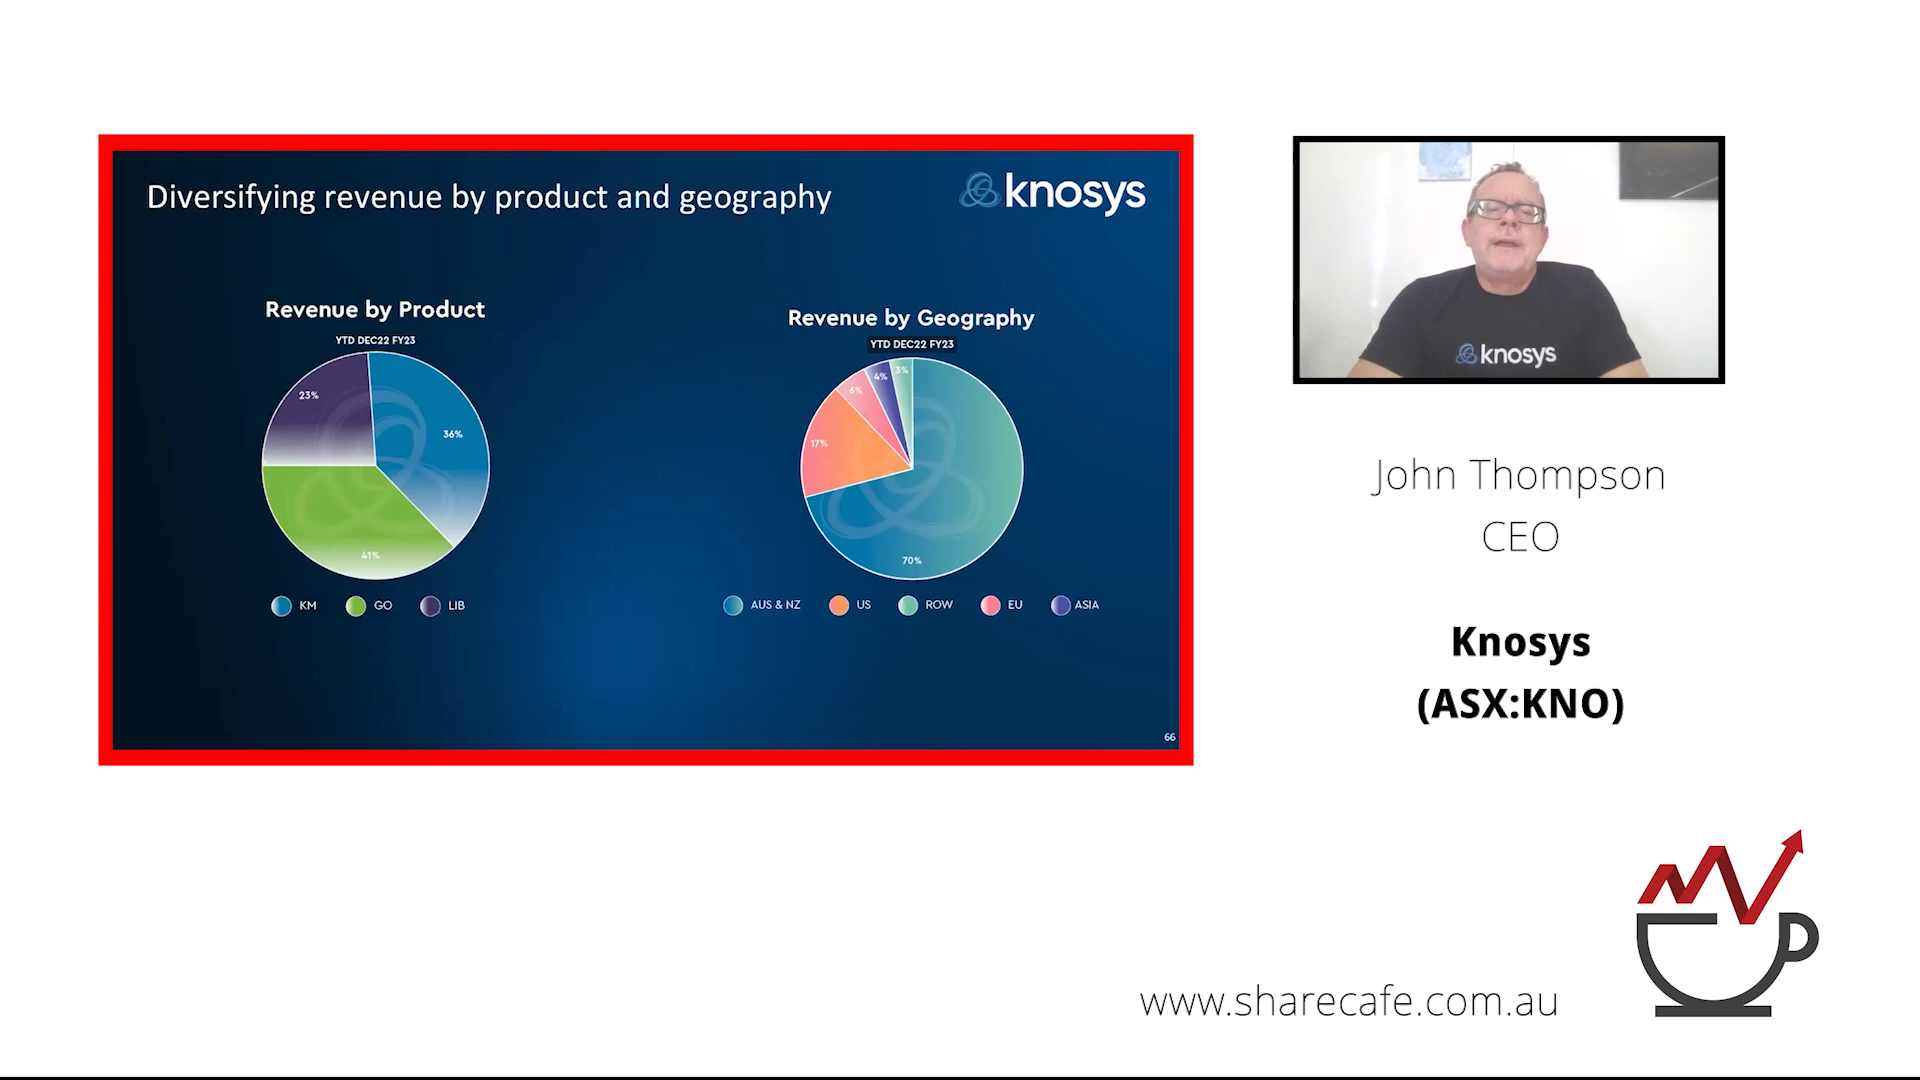 Diversifying revenue by product and geography
knosys
Revenue by Product
YTD DEC22 FY23
23%
36%
41%
KM
GO
LIB
Revenue by Geography
YTD DEC22 FY23
3%
4%
6%
17%
70%
AUS & NZ
US
ROW
EU
ASIA
66
knosys
John Thompson
CEO
Knosys
(ASX:KNO)
www.sharecafe.com.au